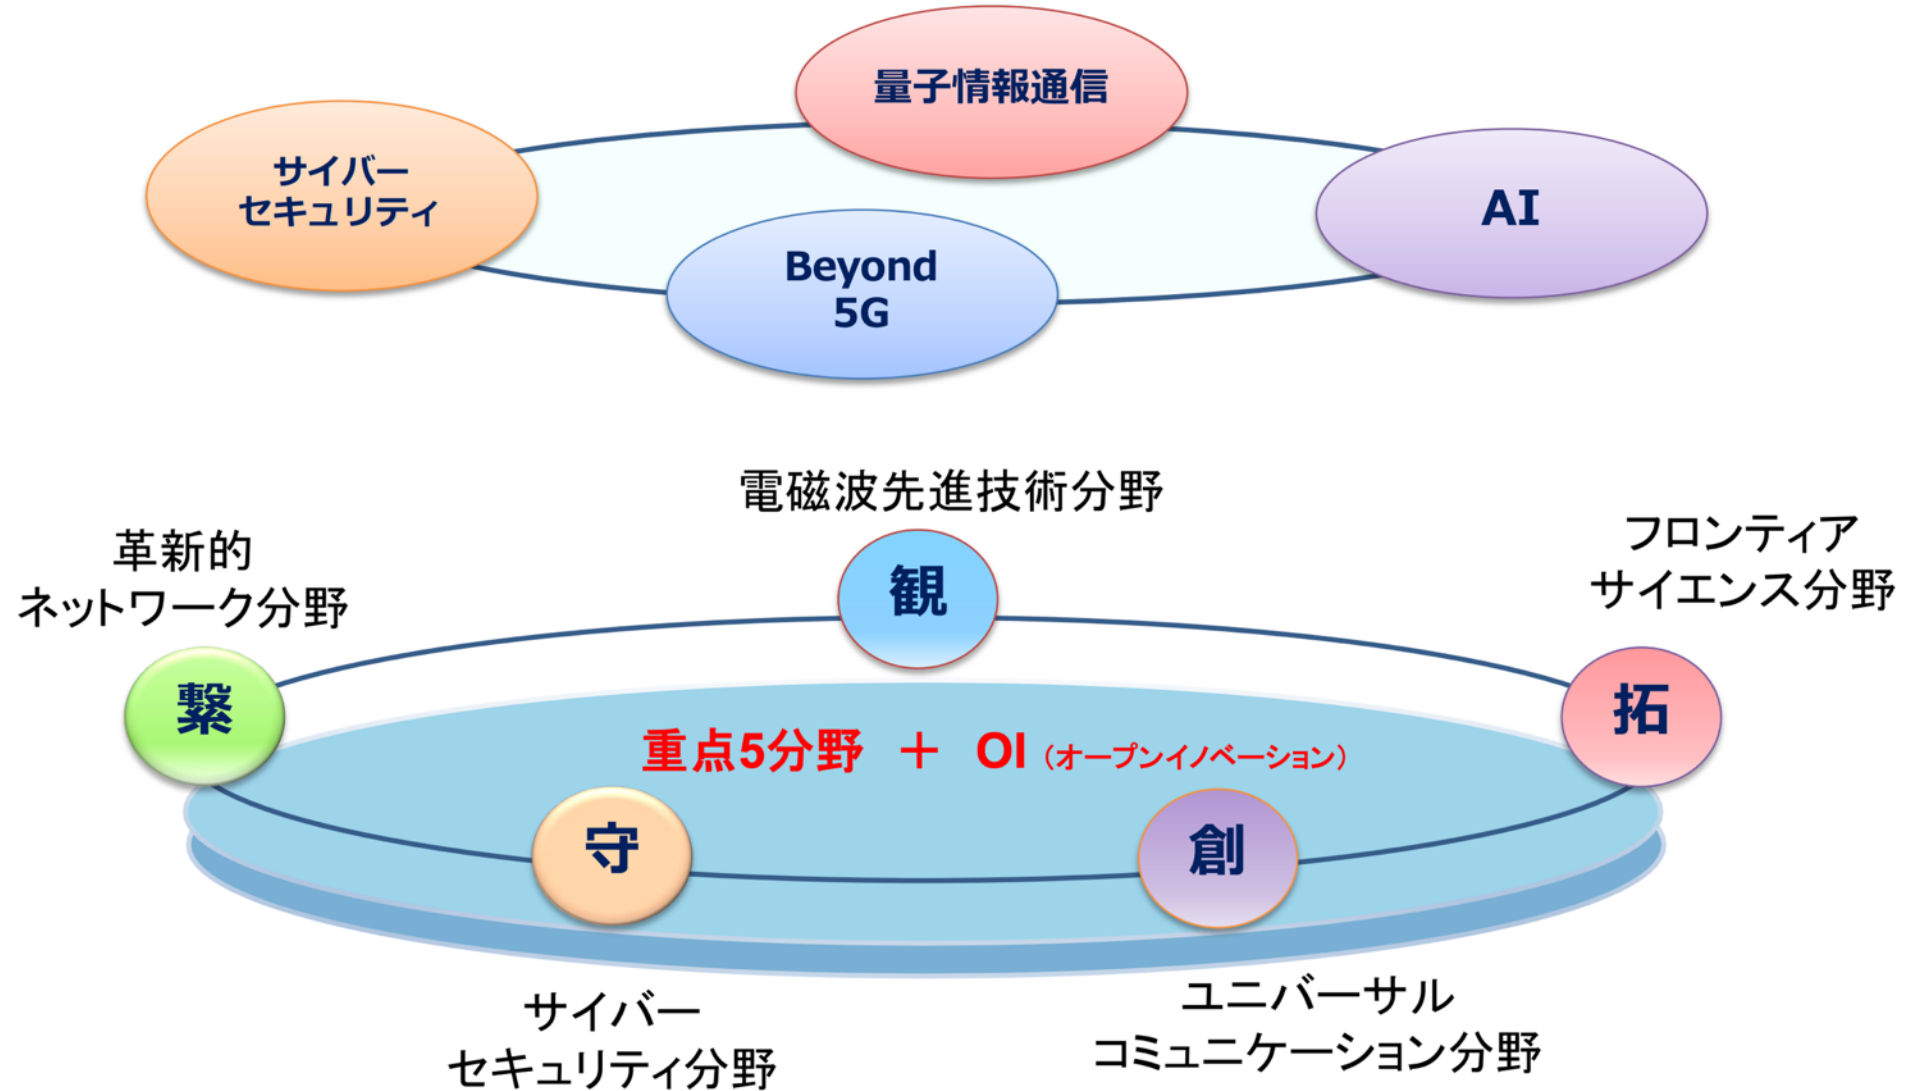 量子情報通信
サイバー
セキュリティ
AI
Beyond
5G
電磁波先進技術分野
革新的
ネットワーク分野
フロンティア
サイエンス分野
観
繋
拓
重点5分野 ＋ OI（オープンイノベーション）
守
創
サイバー
セキュリティ分野
ユニバーサル
コミュニケーション分野